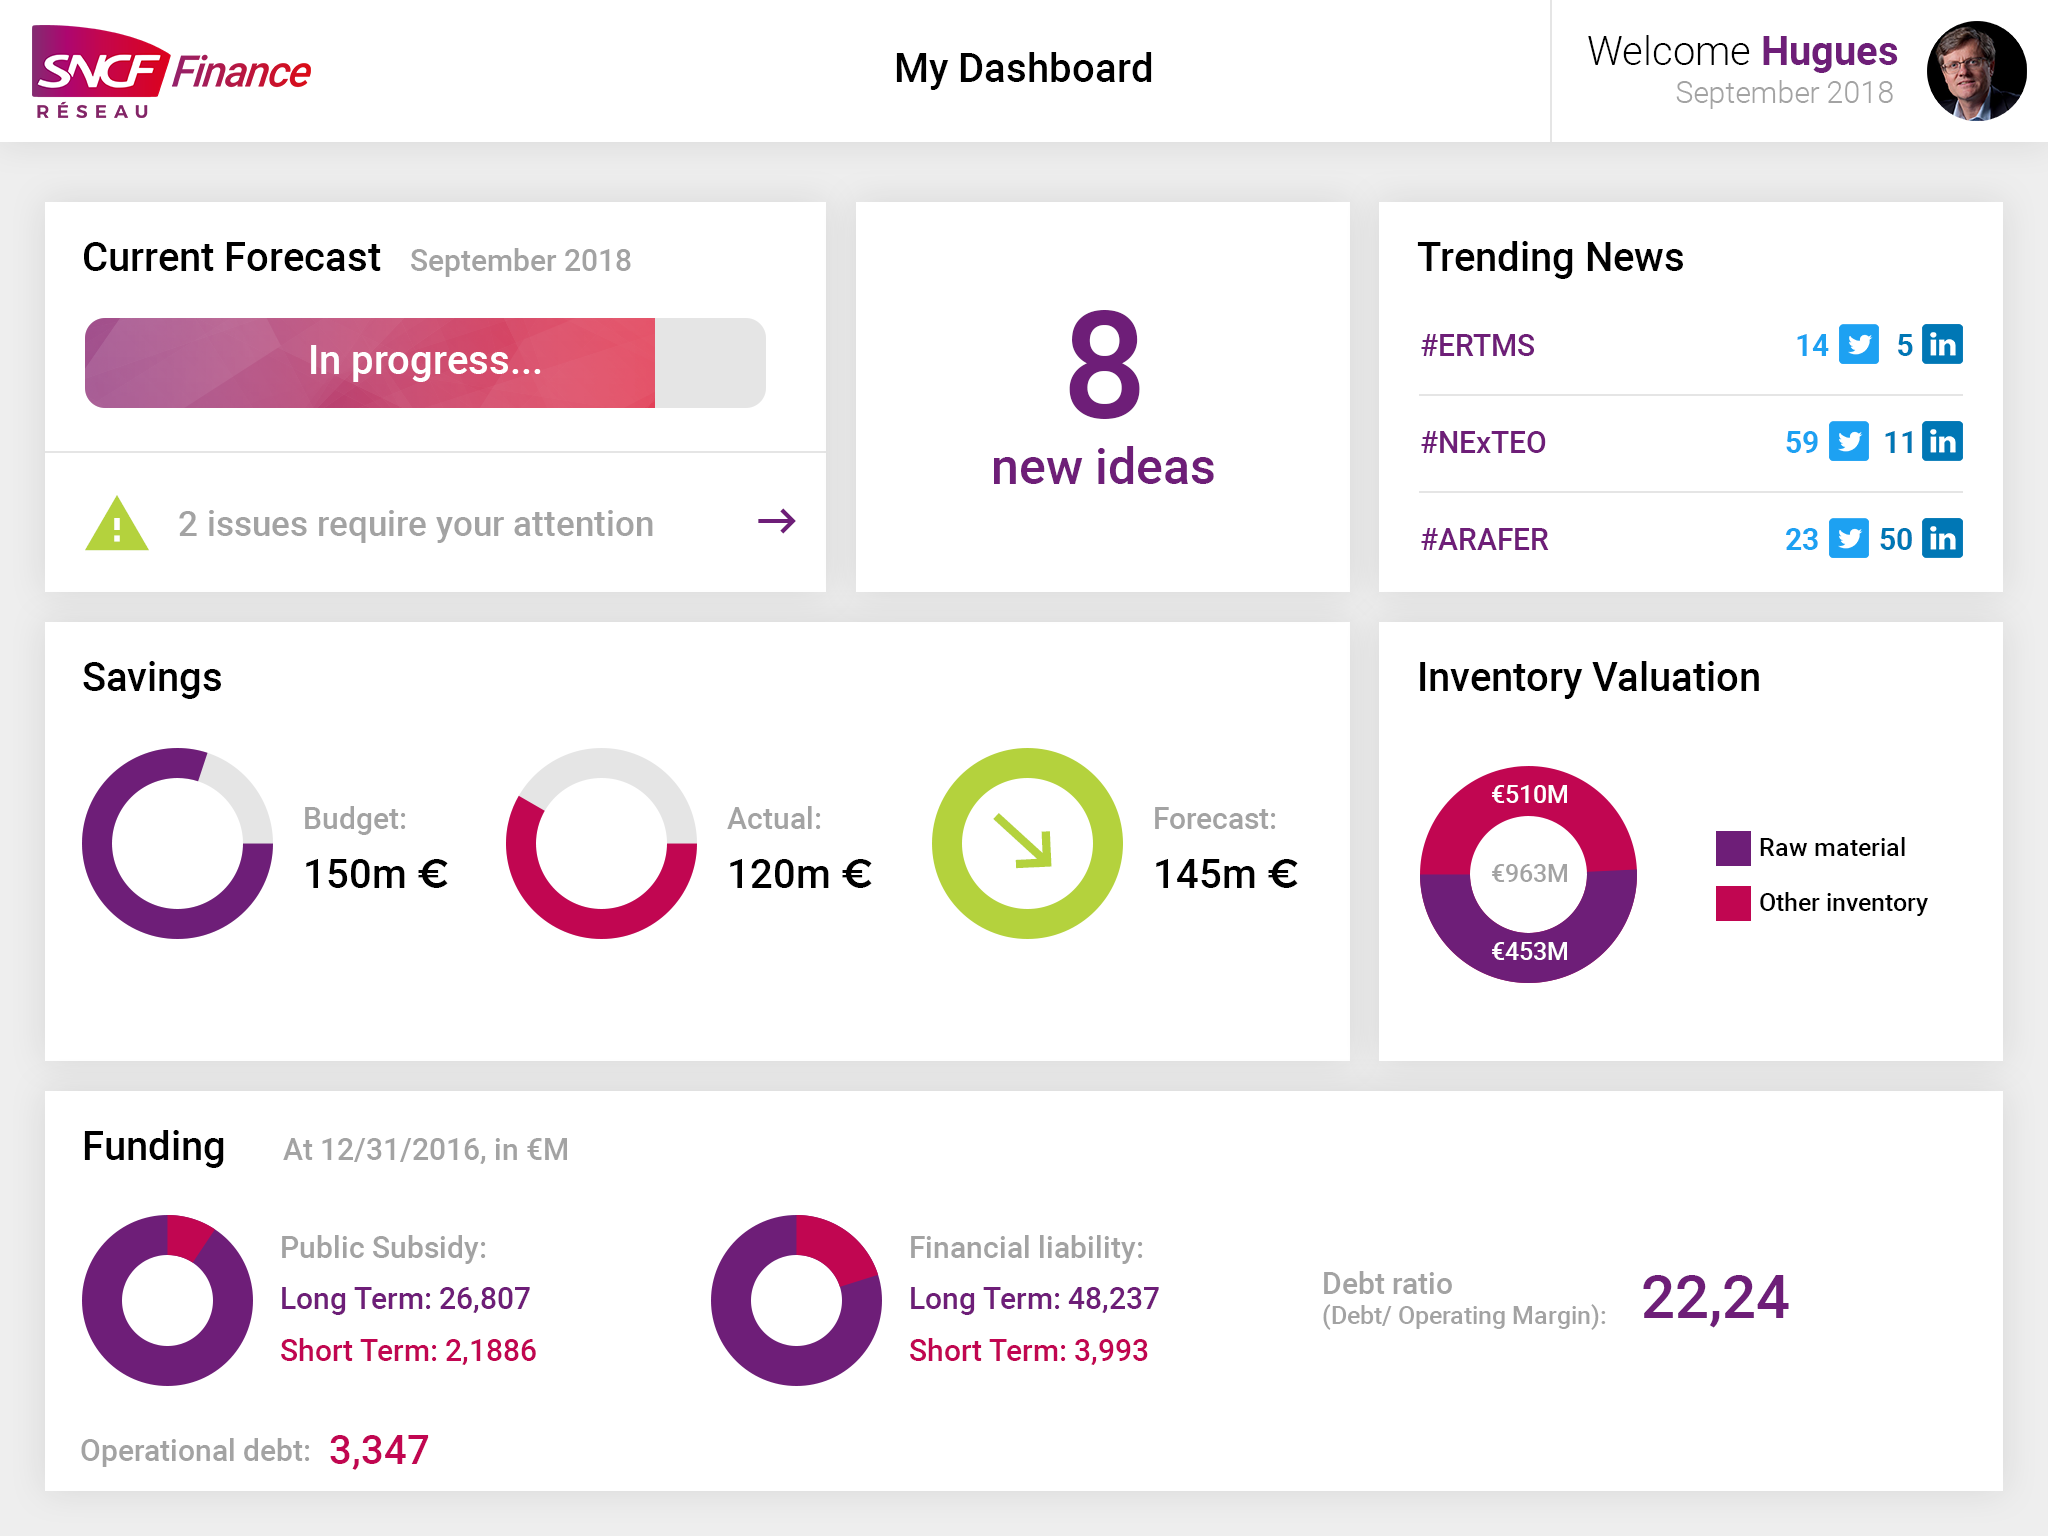 SNCF Finance
RÉSEAU
My Dashboard
Welcome Hugues
September 2018
Current Forecast September 2018
In progress...
2 issues require your attention
8
new ideas
Trending News
#ERTMS 14 5 in
#NExTEO 59 11 in
#ARAFER 23 50 in
Savings
Budget:
150m €
Actual:
120m €
Forecast:
145m €
Inventory Valuation
€510M
€963M
€453M
Raw material
Other inventory
Funding At 12/31/2016, in €M
Public Subsidy:
Long Term: 26,807
Short Term: 2,1886
Financial liability:
Long Term: 48,237
Short Term: 3,993
Debt ratio
(Debt/ Operating Margin):
22,24
Operational debt: 3,347